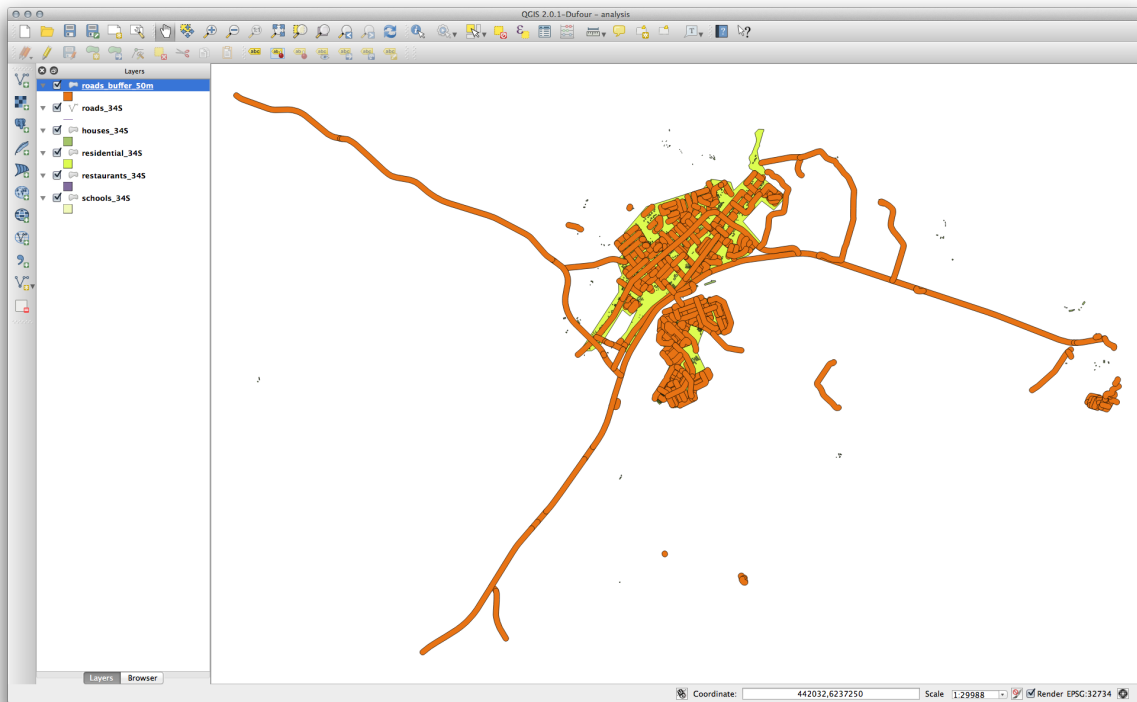 QGIS 2.0.1-Dufour - analysis
Layers
roads_buffer_50m
roads_34S
houses_34S
residential_34S
restaurants_34S
schools_34S
Layers Browser
Coordinate: 442032,6237250 Scale 1:29988 Render EPSG:32734